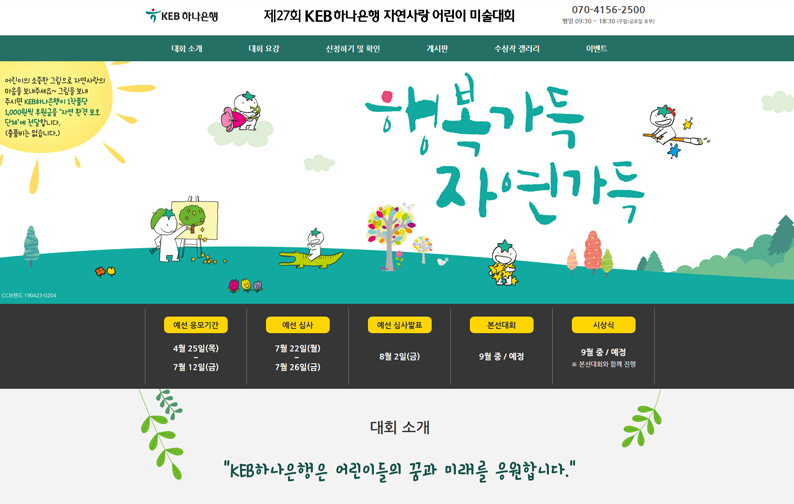 KEB 하나은행
제27회 KEB 하나은행 자연사랑 어린이 미술대회
070-4156-2500
평일 09:30 ~ 18:30 (주말/공휴일 휴무)
대회 소개 대회 요강 신청하기 및 확인 게시판 수상작 갤러리 이벤트
어린이의 소중한 그림으로 자연사랑의
마음을 보내주세요~ 그림을 보내
주시면 KEB하나은행이 1작품당
1,000원씩 후원금을 '자연 환경 보호
단체'에 전달합니다.
(출품비는 없습니다.)
행복가득
자연가득
CC브랜드 190423-0204
예선 응모기간
4월 25일(목)
~
7월 12일(금)
예선 심사
7월 22일(월)
~
7월 26일(금)
예선 심사발표
8월 2일(금)
본선대회
9월 중 / 예정
시상식
9월 중 / 예정
※ 본선대회와 함께 진행
대회 소개
"KEB하나은행은 어린이들의 꿈과 미래를 응원합니다."